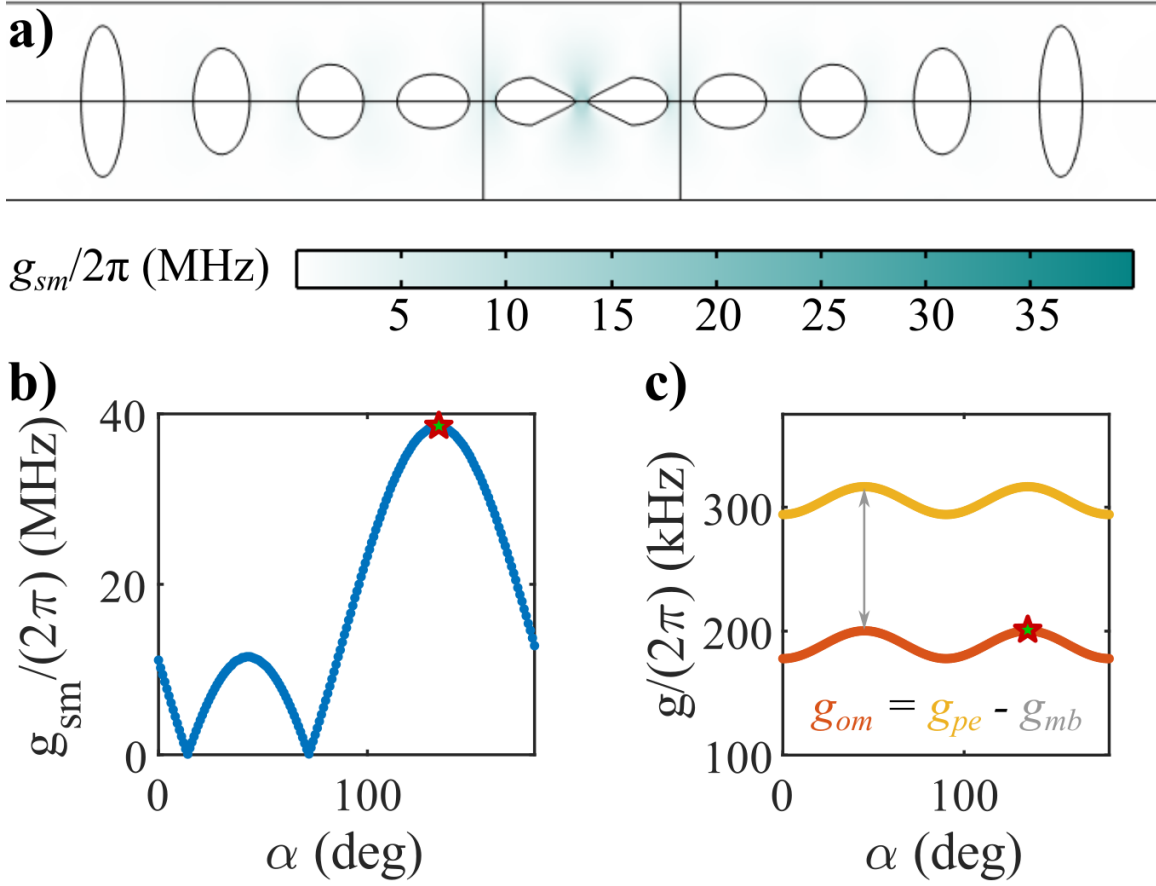 a)
g_sm/2π (MHz)
5 10 15 20 25 30 35
b)
g_sm/(2π) (MHz)
40
20
0
0 100
α (deg)
c)
g/(2π) (kHz)
300
200
100
g_om = g_pe - g_mb
0 100
α (deg)